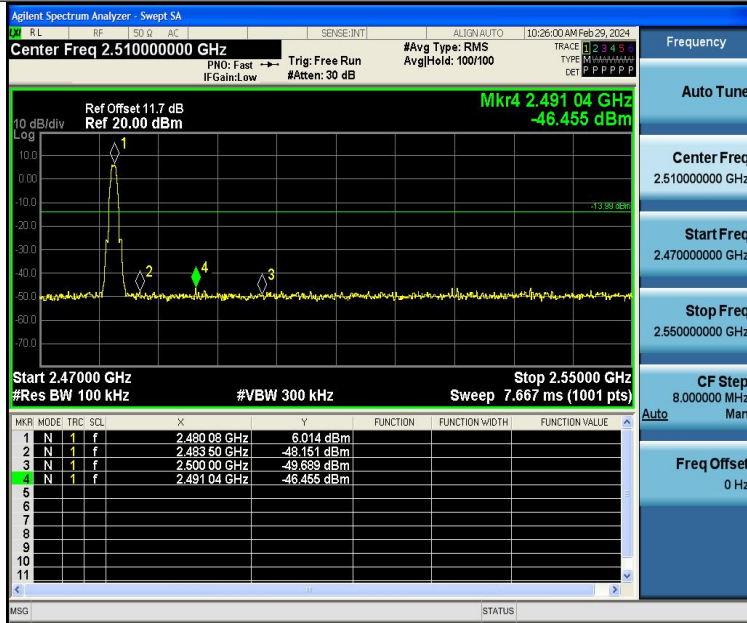 Agilent Spectrum Analyzer - Swept SA
LXI RL RF 50 Ω AC SENSE:INT ALIGN AUTO 10:26:00 AM Feb 29, 2024
Center Freq 2.510000000 GHz
PNO: Fast
IFGain:Low
Trig: Free Run
#Atten: 30 dB
#Avg Type: RMS
Avg|Hold: 100/100
TRACE 1 2 3 4 5 6
TYPE M
DET P P P P P P
Frequency
Auto Tune
Center Freq
2.510000000 GHz
Start Freq
2.470000000 GHz
Stop Freq
2.550000000 GHz
CF Step
8.000000 MHz
Auto Man
Freq Offset
0 Hz
Ref Offset 11.7 dB
10 dB/div Ref 20.00 dBm
Log
Mkr4 2.491 04 GHz
-46.455 dBm
10.0
0.00
-10.0
-20.0
-30.0
-40.0
-50.0
-60.0
-70.0
1
2
4
3
-13.99 dBm
Start 2.47000 GHz Stop 2.55000 GHz
#Res BW 100 kHz #VBW 300 kHz Sweep 7.667 ms (1001 pts)
MKR MODE TRC SCL X Y FUNCTION FUNCTION WIDTH FUNCTION VALUE
1 N 1 f 2.480 08 GHz 6.014 dBm
2 N 1 f 2.483 50 GHz -48.151 dBm
3 N 1 f 2.500 00 GHz -49.689 dBm
4 N 1 f 2.491 04 GHz -46.455 dBm
5
6
7
8
9
10
11
MSG STATUS